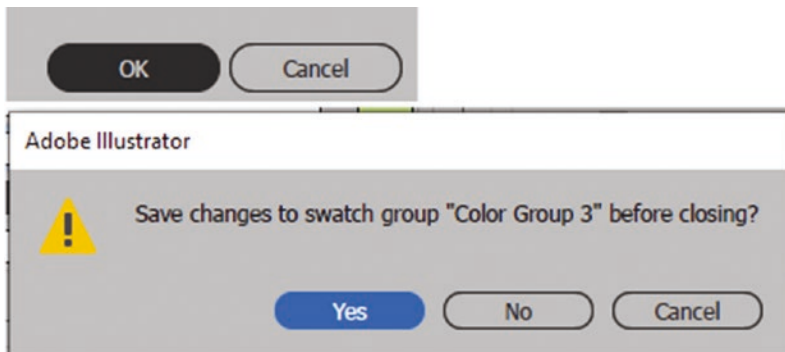 OK Cancel
Adobe Illustrator
Save changes to swatch group "Color Group 3" before closing?
Yes No Cancel